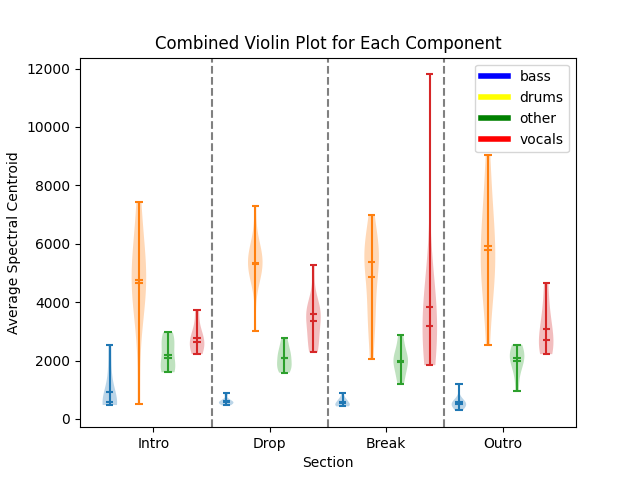 Combined Violin Plot for Each Component
12000
10000
8000
6000
4000
2000
0
Average Spectral Centroid
bass
drums
other
vocals
Intro
Drop
Break
Outro
Section